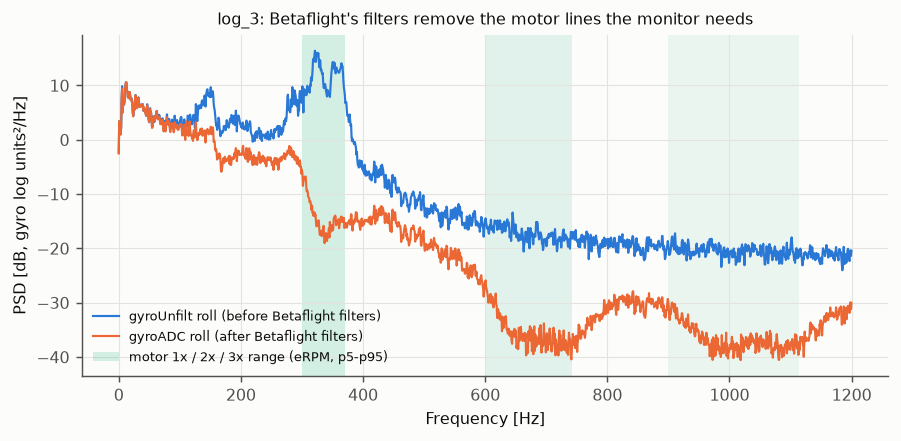 log_3: Betaflight's filters remove the motor lines the monitor needs
PSD [dB, gyro log units²/Hz]
10
0
−10
−20
−30
−40
gyroUnfilt roll (before Betaflight filters)
gyroADC roll (after Betaflight filters)
motor 1x / 2x / 3x range (eRPM, p5-p95)
0 200 400 600 800 1000 1200
Frequency [Hz]